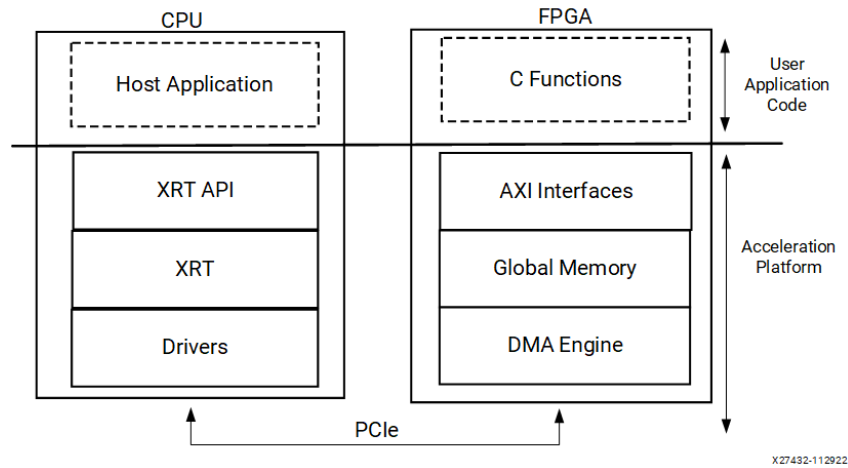 CPU
FPGA
Host Application
C Functions
User
Application
Code
XRT API
AXI Interfaces
XRT
Global Memory
Acceleration
Platform
Drivers
DMA Engine
PCIe
X27432-112922